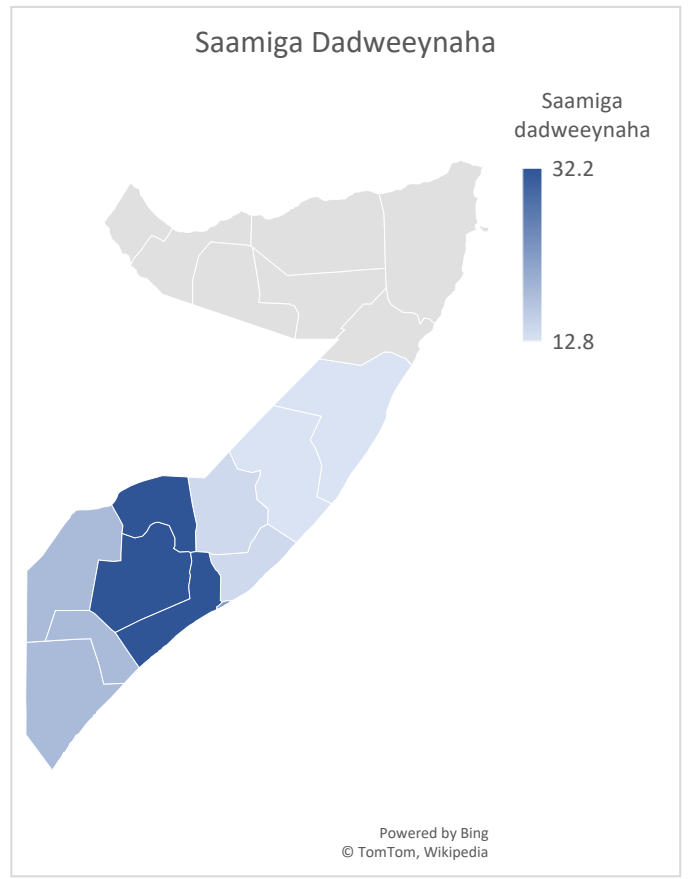 Saamiga Dadweeynaha
Saamiga
dadweeynaha
32.2
12.8
Powered by Bing
© TomTom, Wikipedia